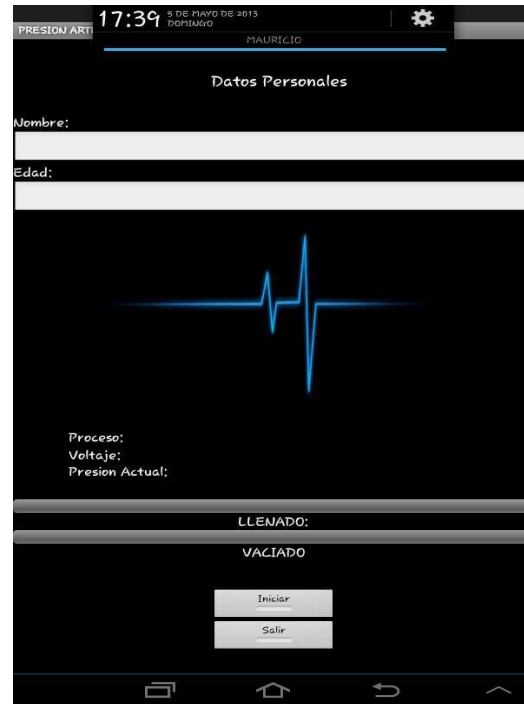 17:39 5 DE MAYO DE 2013
DOMINGO
PRESION ART
MAURICIO
Datos Personales
Nombre:
Edad:
Proceso:
Voltaje:
Presion Actual:
LLENADO:
VACIADO
Iniciar
Salir